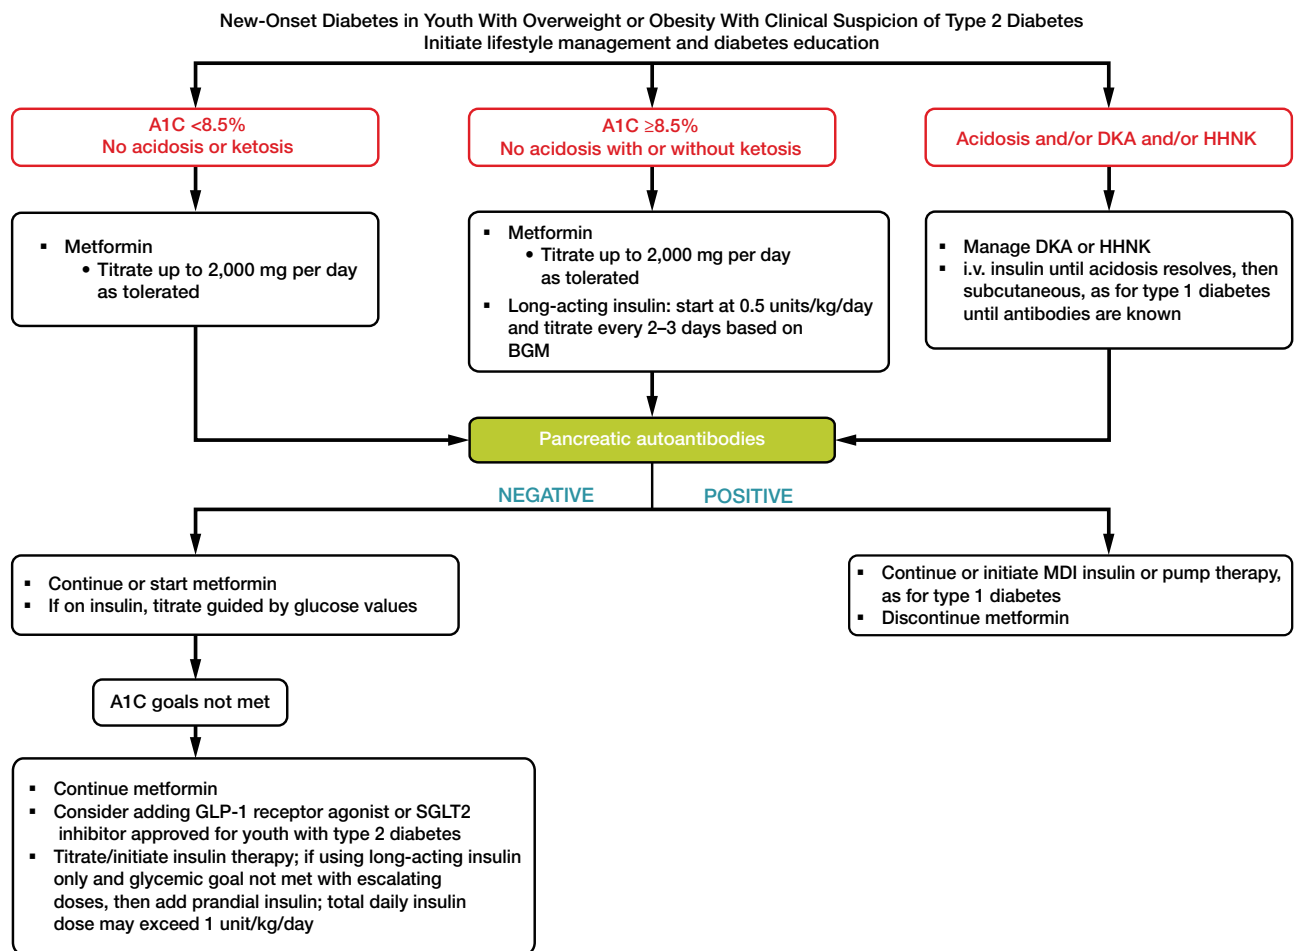 New-Onset Diabetes in Youth With Overweight or Obesity With Clinical Suspicion of Type 2 Diabetes
Initiate lifestyle management and diabetes education
A1C <8.5%
No acidosis or ketosis
A1C ≥8.5%
No acidosis with or without ketosis
Acidosis and/or DKA and/or HHNK
▪ Metformin
• Titrate up to 2,000 mg per day
as tolerated
▪ Metformin
• Titrate up to 2,000 mg per day
as tolerated
▪ Long-acting insulin: start at 0.5 units/kg/day
and titrate every 2–3 days based on
BGM
▪ Manage DKA or HHNK
▪ i.v. insulin until acidosis resolves, then
subcutaneous, as for type 1 diabetes
until antibodies are known
Pancreatic autoantibodies
NEGATIVE
POSITIVE
▪ Continue or start metformin
▪ If on insulin, titrate guided by glucose values
▪ Continue or initiate MDI insulin or pump therapy,
as for type 1 diabetes
▪ Discontinue metformin
A1C goals not met
▪ Continue metformin
▪ Consider adding GLP-1 receptor agonist or SGLT2
inhibitor approved for youth with type 2 diabetes
▪ Titrate/initiate insulin therapy; if using long-acting insulin
only and glycemic goal not met with escalating
doses, then add prandial insulin; total daily insulin
dose may exceed 1 unit/kg/day